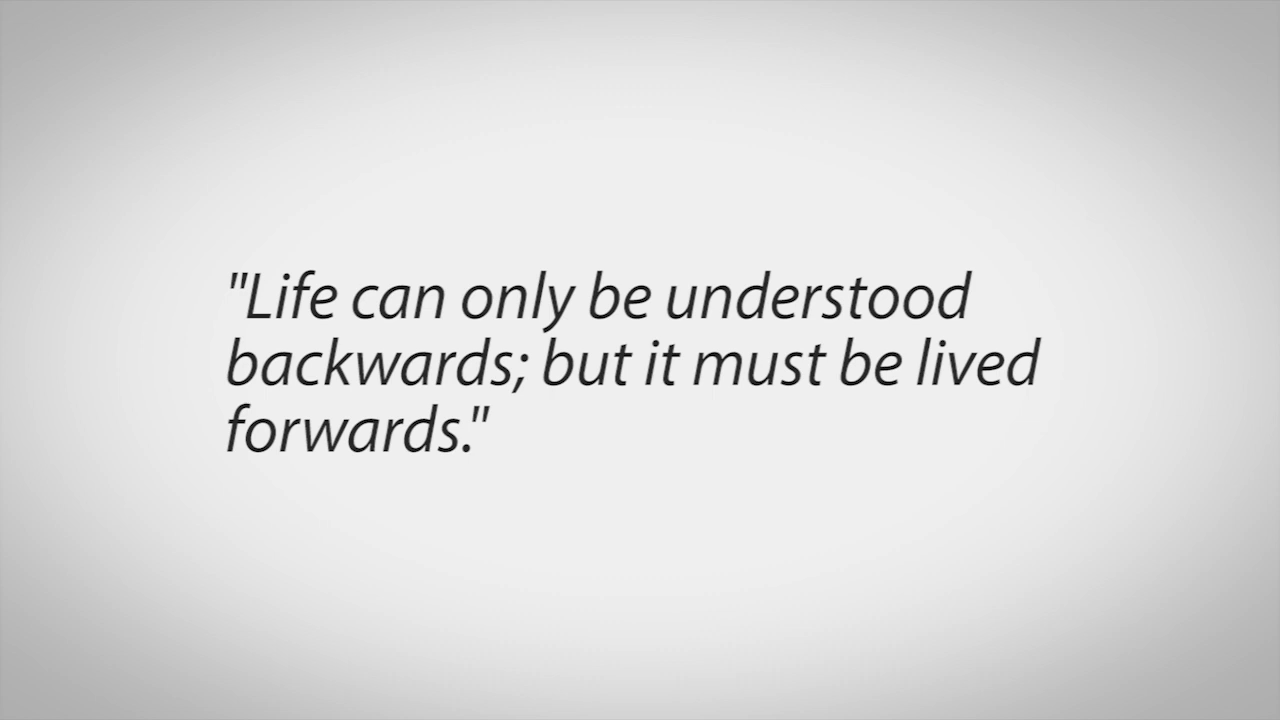 "Life can only be understood
backwards; but it must be lived
forwards."